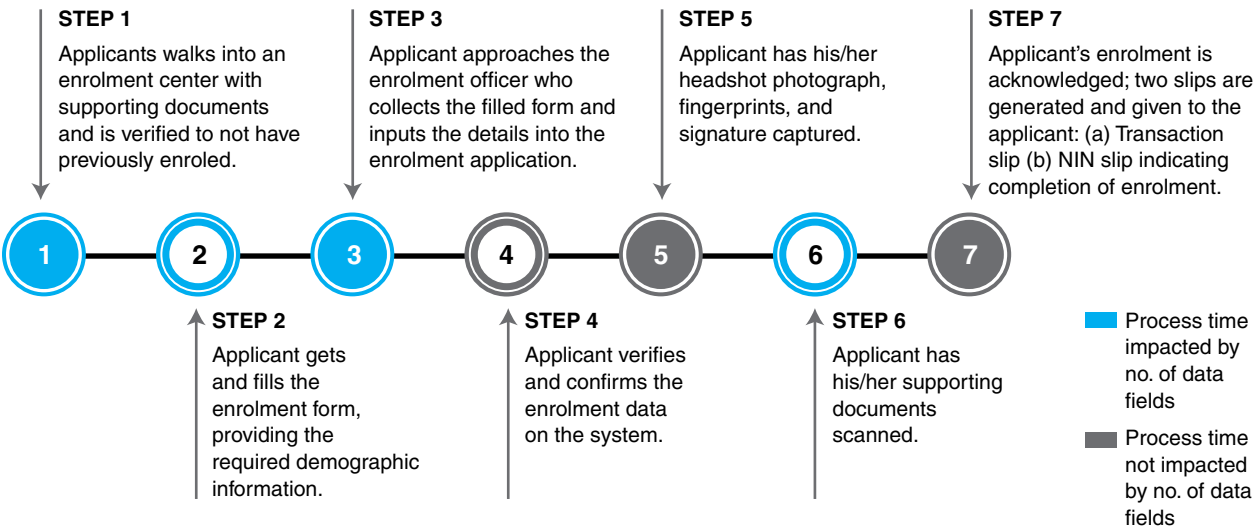 STEP 1
Applicants walks into an
enrolment center with
supporting documents
and is verified to not have
previously enroled.
STEP 3
Applicant approaches the
enrolment officer who
collects the filled form and
inputs the details into the
enrolment application.
STEP 5
Applicant has his/her
headshot photograph,
fingerprints, and
signature captured.
STEP 7
Applicant’s enrolment is
acknowledged; two slips are
generated and given to the
applicant: (a) Transaction
slip (b) NIN slip indicating
completion of enrolment.
1
2
3
4
5
6
7
STEP 2
Applicant gets
and fills the
enrolment form,
providing the
required demographic
information.
STEP 4
Applicant verifies
and confirms the
enrolment data
on the system.
STEP 6
Applicant has
his/her supporting
documents
scanned.
Process time
impacted by
no. of data
fields
Process time
not impacted
by no. of data
fields